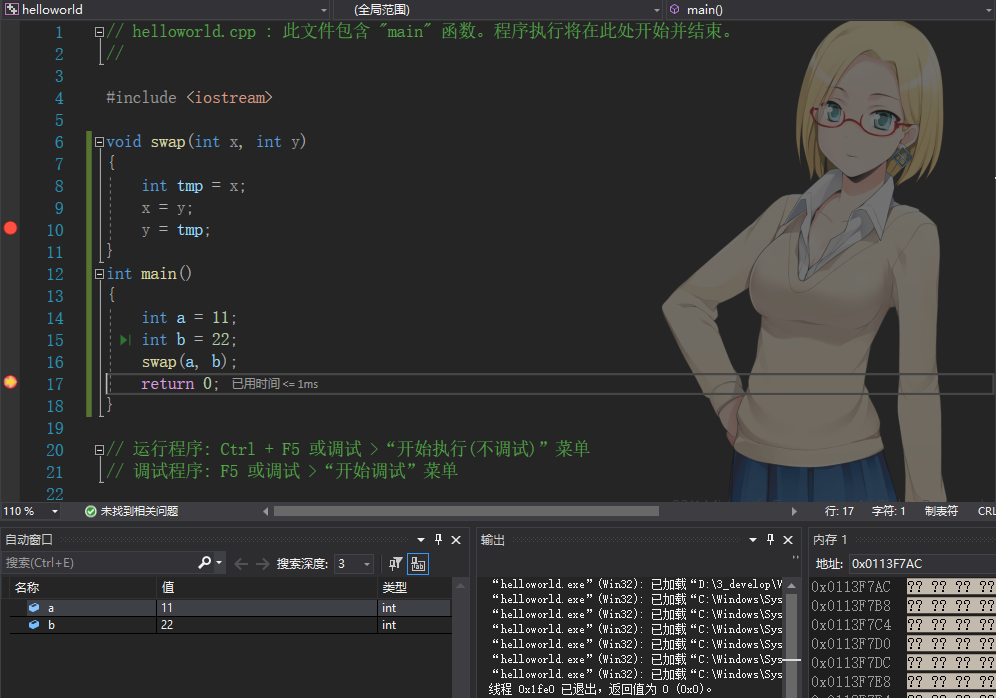 helloworld (全局范围) main()
1 // helloworld.cpp : 此文件包含 "main" 函数。程序执行将在此处开始并结束。
2 //
3
4 #include <iostream>
5
6 void swap(int x, int y)
7 {
8 int tmp = x;
9 x = y;
10 y = tmp;
11 }
12 int main()
13 {
14 int a = 11;
15 int b = 22;
16 swap(a, b);
17 return 0; 已用时间 <= 1ms
18 }
19
20 // 运行程序: Ctrl + F5 或调试 >“开始执行(不调试)”菜单
21 // 调试程序: F5 或调试 >“开始调试”菜单
22
110 % 未找到相关问题 行: 17 字符: 1 制表符 CRL
自动窗口
搜索(Ctrl+E) 搜索深度: 3
名称 值 类型
a 11 int
b 22 int
输出
“helloworld.exe”(Win32): 已加载“D:\3_develop\V
“helloworld.exe”(Win32): 已加载“C:\Windows\Sys
“helloworld.exe”(Win32): 已加载“C:\Windows\Sys
“helloworld.exe”(Win32): 已加载“C:\Windows\Sys
“helloworld.exe”(Win32): 已加载“C:\Windows\Sys
“helloworld.exe”(Win32): 已加载“C:\Windows\Sys
“helloworld.exe”(Win32): 已加载“C:\Windows\Sys
线程 0x1fe0 已退出，返回值为 0 (0x0)。
内存 1
地址: 0x0113F7AC
0x0113F7AC ?? ?? ?? ??
0x0113F7B8 ?? ?? ?? ??
0x0113F7C4 ?? ?? ?? ??
0x0113F7D0 ?? ?? ?? ??
0x0113F7DC ?? ?? ?? ??
0x0113F7E8 ?? ?? ?? ??